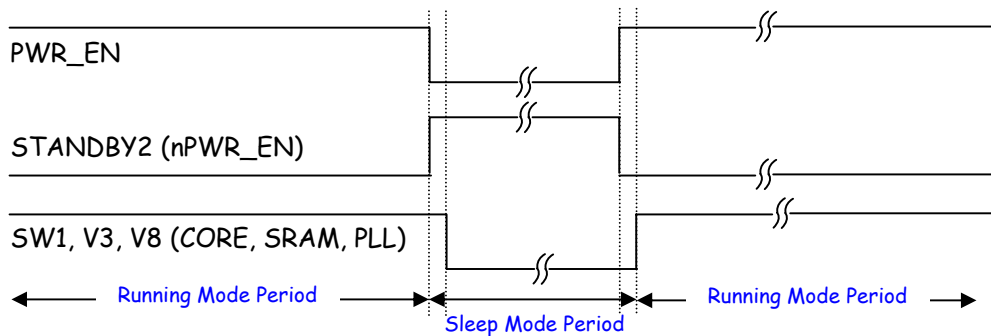 PWR_EN
STANDBY2 (nPWR_EN)
SW1, V3, V8 (CORE, SRAM, PLL)
Running Mode Period
Running Mode Period
Sleep Mode Period